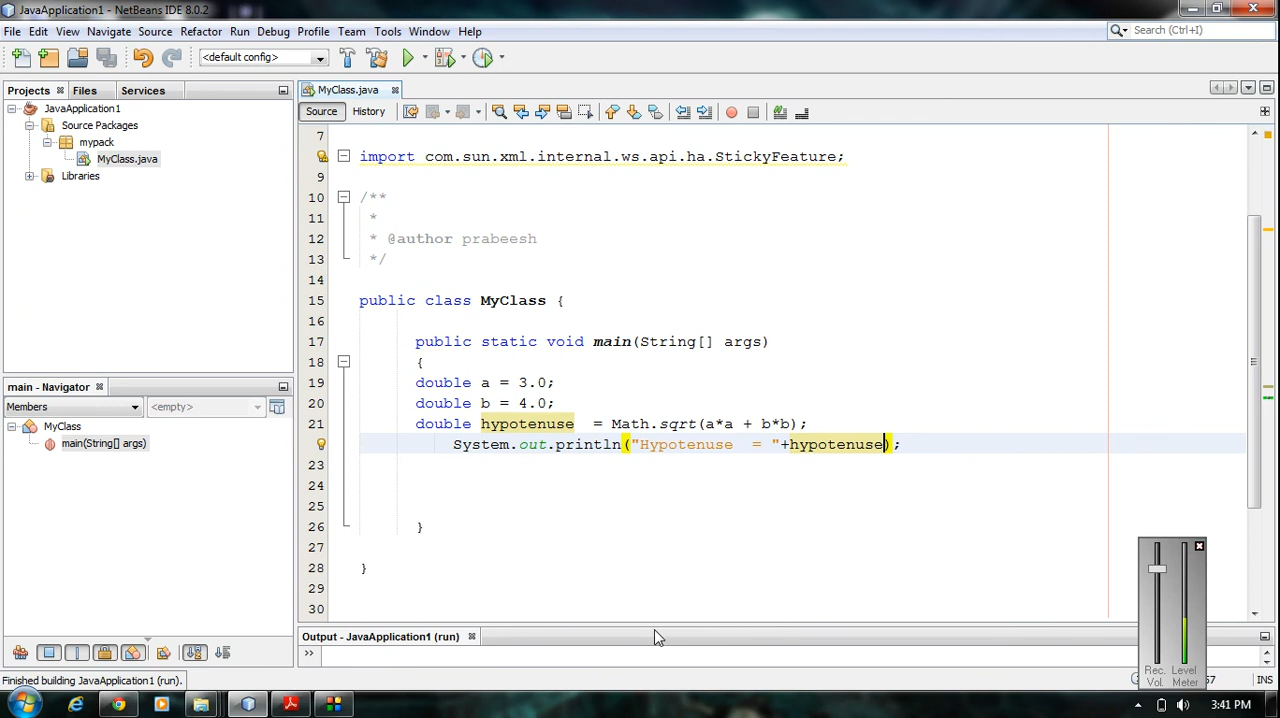 JavaApplication1 - NetBeans IDE 8.0.2
File Edit View Navigate Source Refactor Run Debug Profile Team Tools Window Help
Search (Ctrl+I)
<default config>
Projects Files Services
MyClass.java
JavaApplication1
Source Packages
mypack
MyClass.java
Libraries
Source History
7
import com.sun.xml.internal.ws.api.ha.StickyFeature;
9
10 /**
11 *
12 * @author prabeesh
13 */
14
15 public class MyClass {
16
17 public static void main(String[] args)
18 {
19 double a = 3.0;
20 double b = 4.0;
21 double hypotenuse = Math.sqrt(a*a + b*b);
System.out.println("Hypotenuse = "+hypotenuse);
23
24
25
26 }
27
28 }
29
30
main - Navigator
Members
<empty>
MyClass
main(String[] args)
Output - JavaApplication1 (run)
Rec. Vol.
Level Meter
Finished building JavaApplication1 (run).
INS
3:41 PM